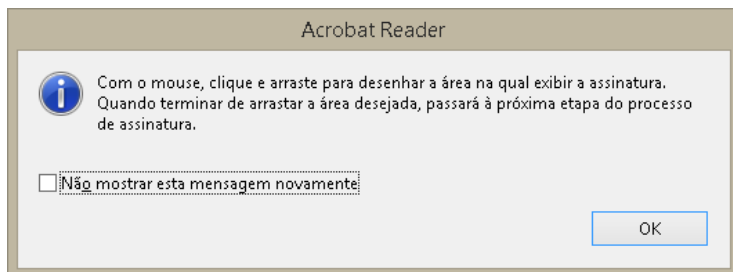 Acrobat Reader
Com o mouse, clique e arraste para desenhar a área na qual exibir a assinatura.
Quando terminar de arrastar a área desejada, passará à próxima etapa do processo
de assinatura.
Não mostrar esta mensagem novamente
OK